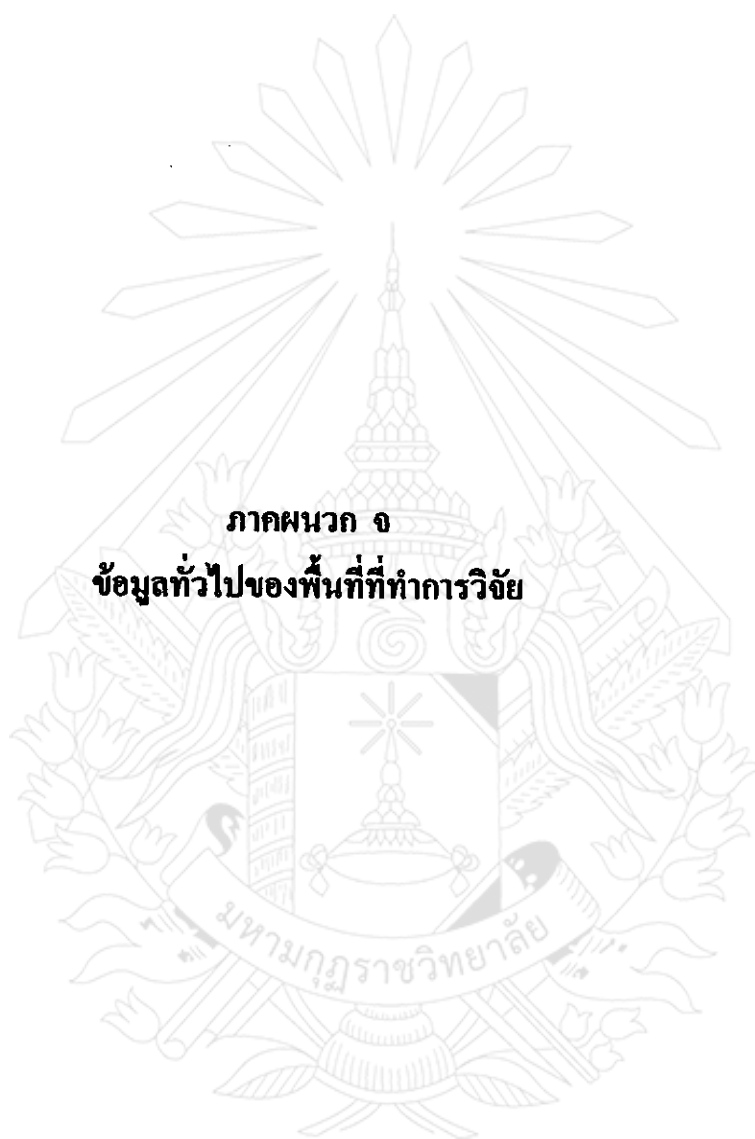 ภาคผนวก จ
ข้อมูลทั่วไปของพื้นที่ที่ทำการวิจัย
มหามกุฏราชวิทยาลัย